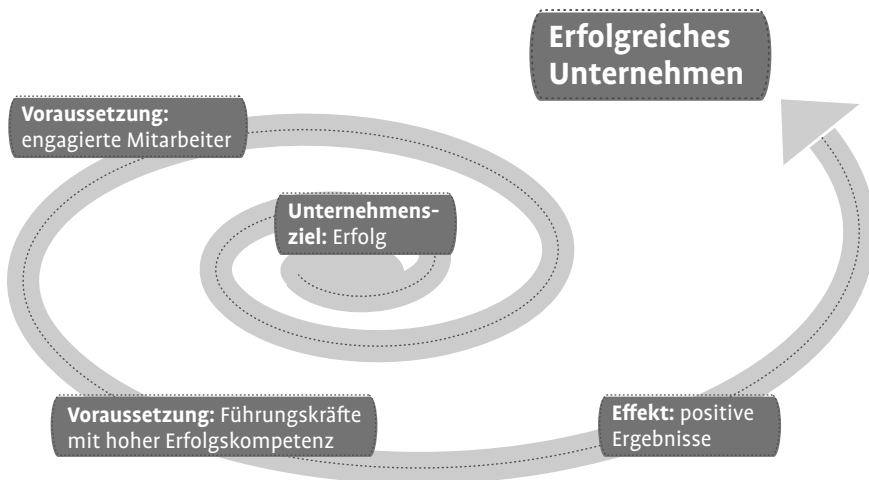 Erfolgreiches
Unternehmen
Voraussetzung:
engagierte Mitarbeiter
Unternehmens-
ziel: Erfolg
Voraussetzung: Führungskräfte
mit hoher Erfolgskompetenz
Effekt: positive
Ergebnisse